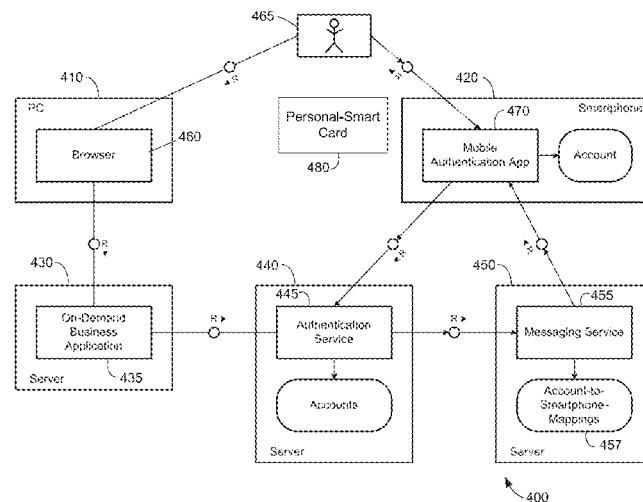 465
R
R
410
420
PC
Smartphone
460
Browser
Personal-Smart
Card
480
470
Mobile
Authentication App
Account
R
R
R
430
440
450
On-Demand
Business
Application
435
Server
R
445
Authentication
Service
Accounts
Server
R
455
Messaging Service
Account-to-
Smartphone-
Mappings
457
Server
400